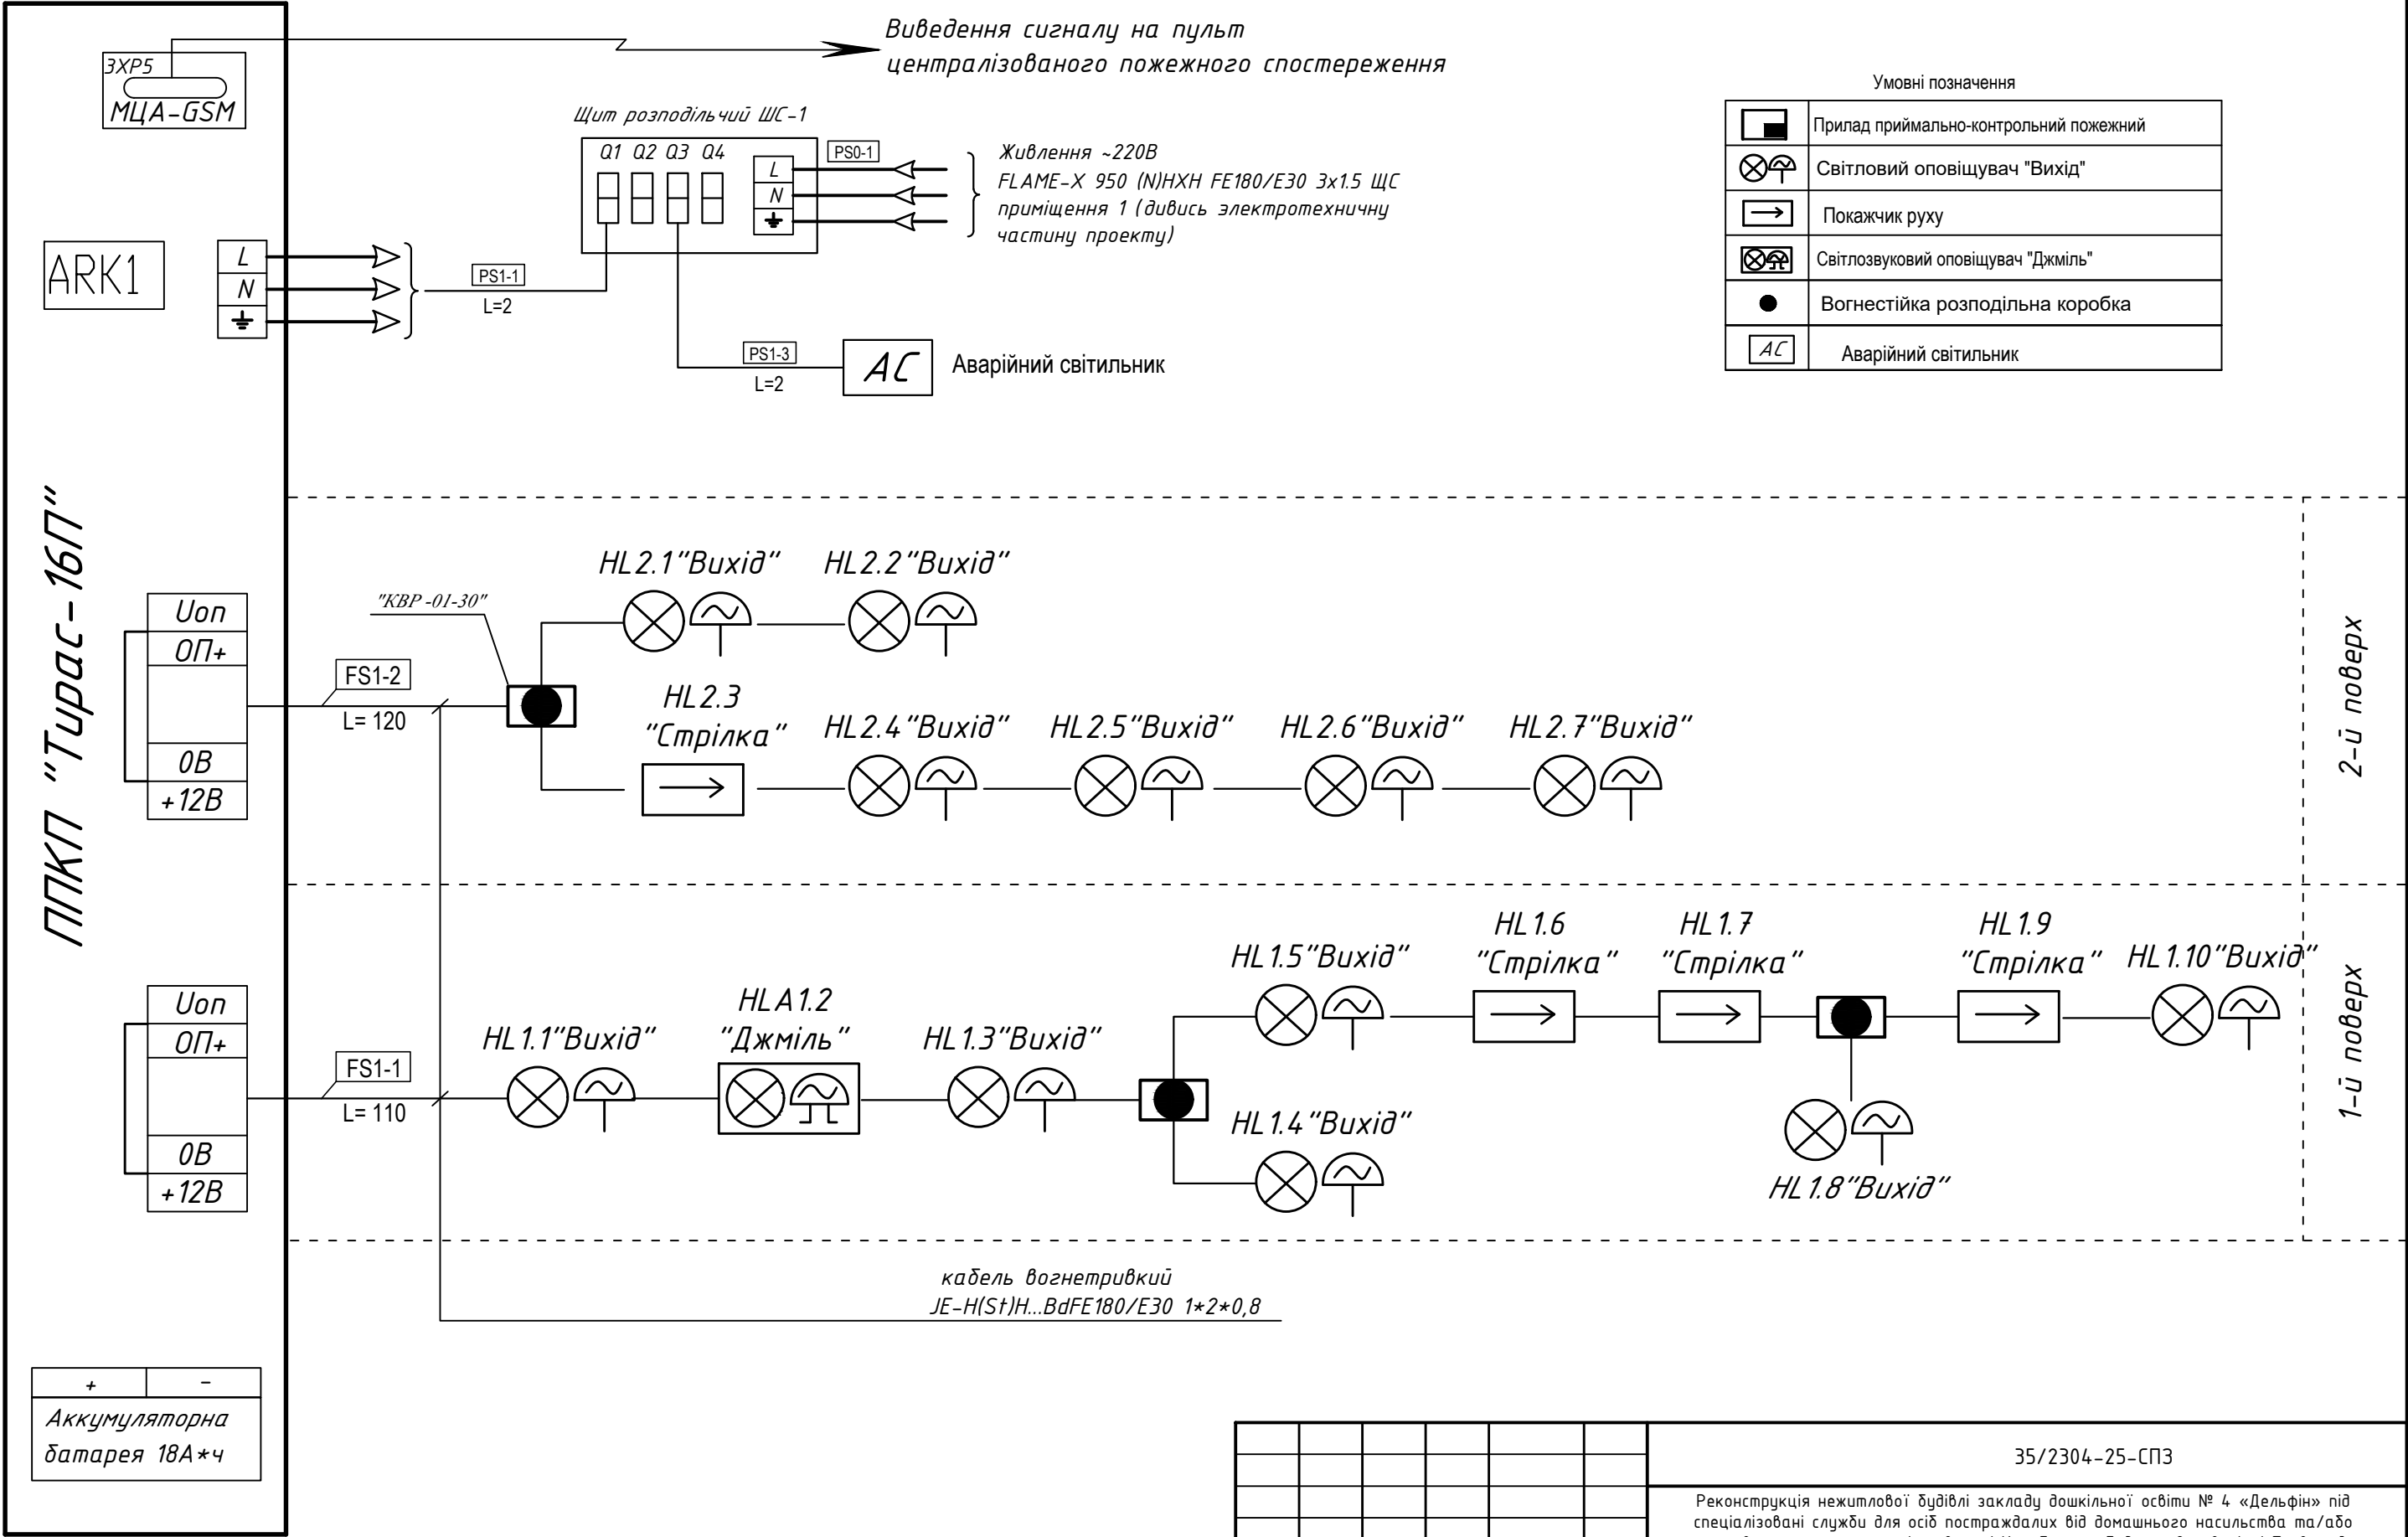 Виведення сигналу на пульт
централізованого пожежного спостереження
3XP5
МЦА-GSM
Щит розподільчий ШС-1
Q1 Q2 Q3 Q4
L
N
PS0-1
Живлення ~220В
FLAME-X 950 (N)HXH FE180/E30 3x1.5 ЩС
приміщення 1 (дивись электротехничну
частину проекту)
Умовні позначення
Прилад приймально-контрольний пожежний
Світловий оповіщувач "Вихід"
Покажчик руху
Світлозвуковий оповіщувач "Джміль"
Вогнестійка розподільна коробка
АС Аварійний світильник
ARK1
L
N
PS1-1
L=2
PS1-3
L=2
АС
Аварійний світильник
ППКП "Тирас-16П"
Uоп
ОП+
0В
+12В
FS1-2
L= 120
"КВР-01-30"
HL2.1"Вихід"
HL2.2"Вихід"
HL2.3
"Стрілка"
HL2.4"Вихід"
HL2.5"Вихід"
HL2.6"Вихід"
HL2.7"Вихід"
2-й поверх
Uоп
ОП+
0В
+12В
FS1-1
L= 110
HL1.1"Вихід"
HLA1.2
"Джміль"
HL1.3"Вихід"
HL1.5"Вихід"
HL1.4"Вихід"
HL1.6
"Стрілка"
HL1.7
"Стрілка"
HL1.8"Вихід"
HL1.9
"Стрілка"
HL1.10"Вихід"
1-й поверх
кабель вогнетривкий
JE-H(St)H...BdFE180/E30 1*2*0,8
+ -
Аккумуляторна
батарея 18А*ч
35/2304-25-СПЗ
Реконструкція нежитлової будівлі закладу дошкільної освіти № 4 «Дельфін» під
спеціалізовані служби для осіб постраждалих від домашнього насильства та/або